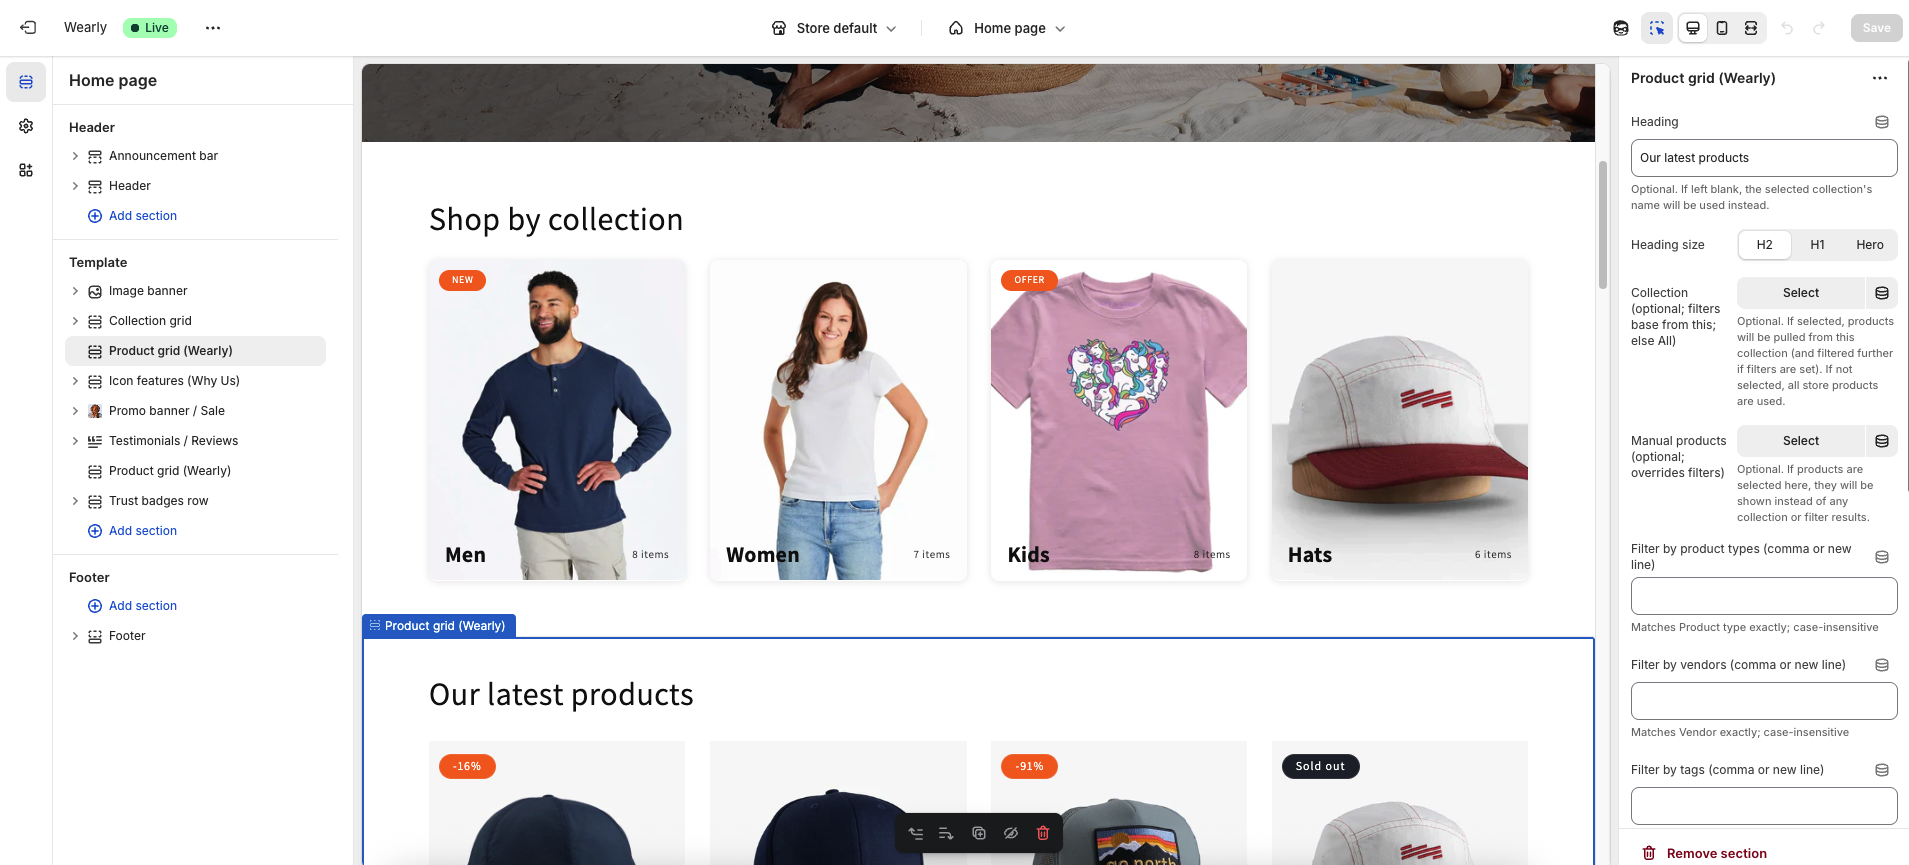 Wearly
Live
Store default
Home page
Save
Home page
Header
Announcement bar
Header
Add section
Template
Image banner
Collection grid
Product grid (Wearly)
Icon features (Why Us)
Promo banner / Sale
Testimonials / Reviews
Product grid (Wearly)
Trust badges row
Add section
Footer
Add section
Footer
Shop by collection
NEW
OFFER
Men
8 items
Women
7 items
Kids
8 items
Hats
6 items
Product grid (Wearly)
Our latest products
-16%
-91%
Sold out
go north
Product grid (Wearly)
Heading
Our latest products
Optional. If left blank, the selected collection's
name will be used instead.
Heading size
H2
H1
Hero
Collection
(optional; filters
base from this;
else All)
Select
Optional. If selected, products
will be pulled from this
collection (and filtered further
if filters are set). If not
selected, all store products
are used.
Manual products
(optional;
overrides filters)
Select
Optional. If products are
selected here, they will be
shown instead of any
collection or filter results.
Filter by product types (comma or new
line)
Matches Product type exactly; case-insensitive
Filter by vendors (comma or new line)
Matches Vendor exactly; case-insensitive
Filter by tags (comma or new line)
Remove section